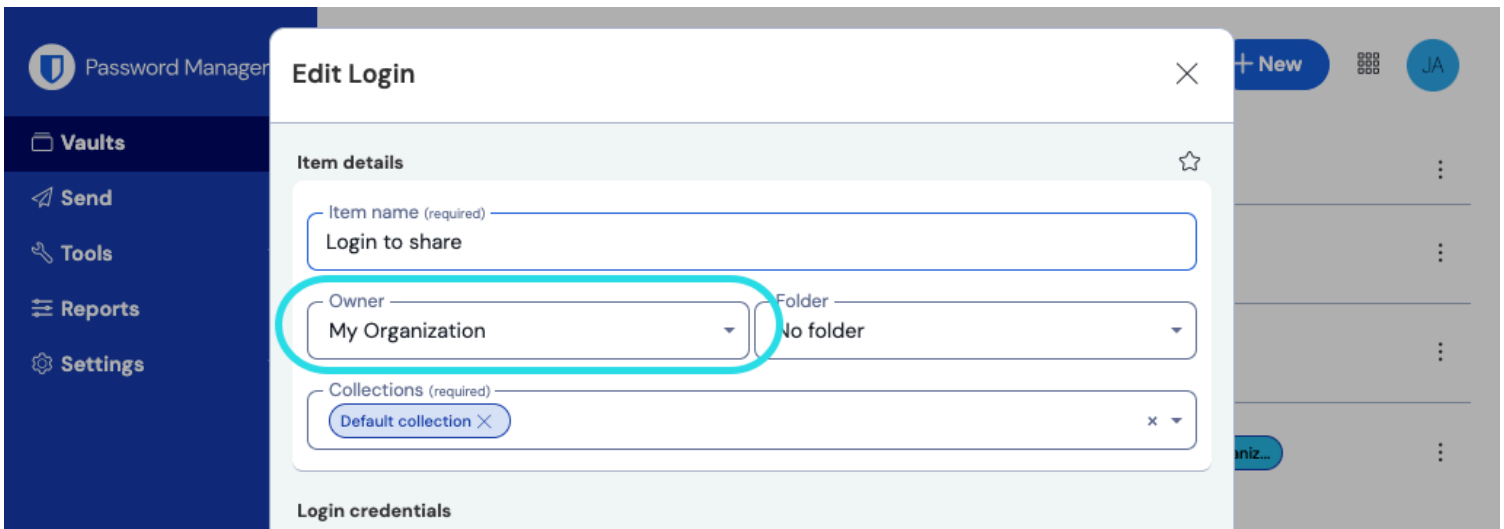 Password Manager
Edit Login
+ New
JA
Vaults
Item details
Send
Item name (required)
Login to share
Tools
Owner
Folder
My Organization
No folder
Reports
Settings
Collections (required)
Default collection
Login credentials